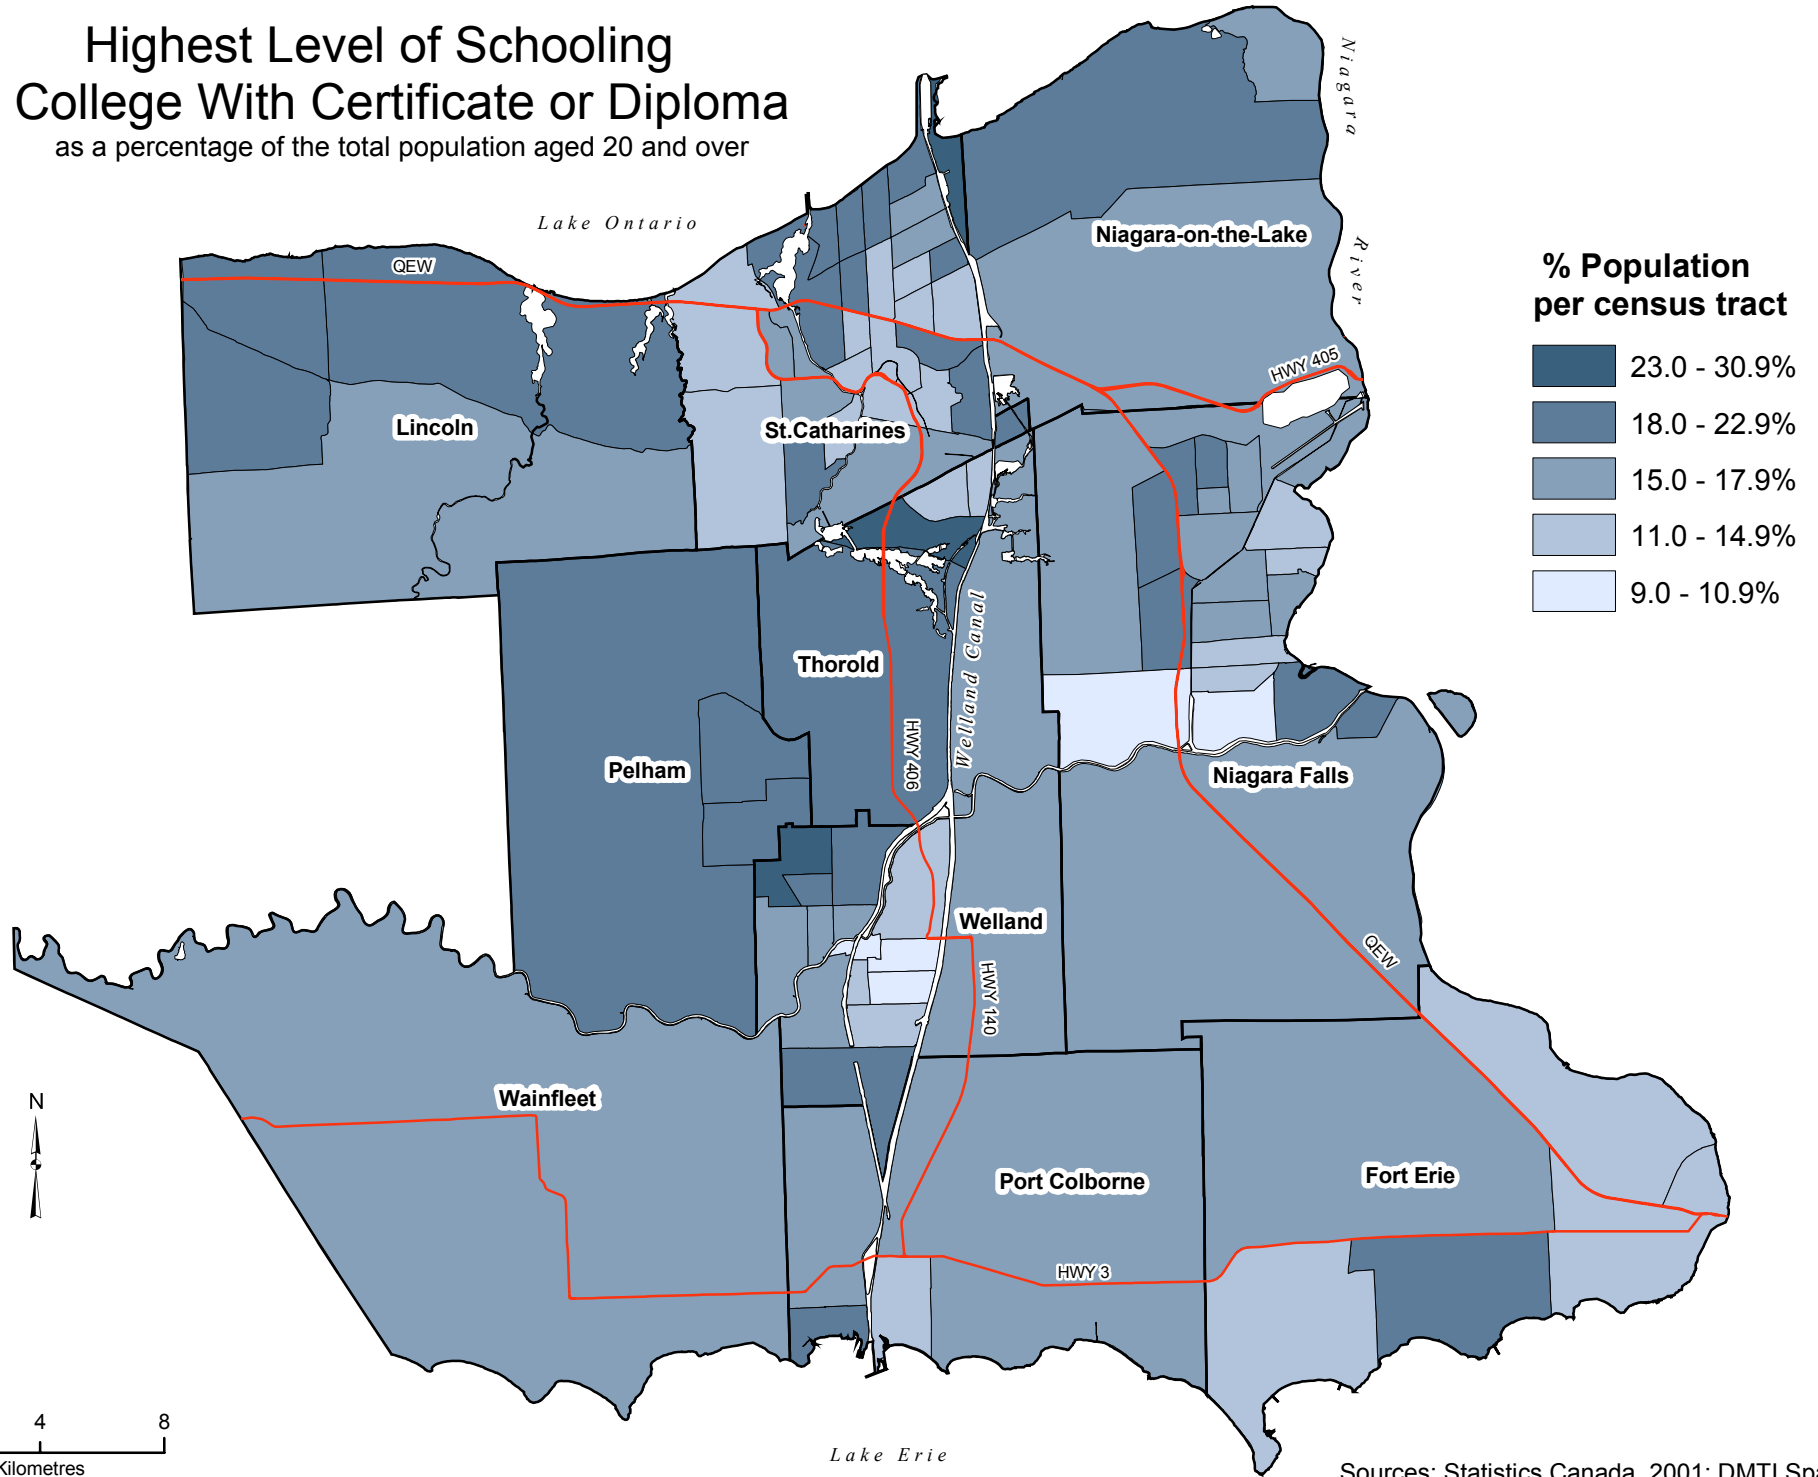 Highest Level of Schooling
College With Certificate or Diploma
as a percentage of the total population aged 20 and over
Lake Ontario
Niagara
River
QEW
Niagara-on-the-Lake
% Population
per census tract
23.0 - 30.9%
18.0 - 22.9%
15.0 - 17.9%
11.0 - 14.9%
9.0 - 10.9%
HWY 405
Lincoln
St.Catharines
Thorold
Welland Canal
HWY 406
Pelham
Niagara Falls
Welland
QEW
HWY 140
Wainfleet
N
Port Colborne
Fort Erie
HWY 3
4 8
Kilometres
Lake Erie
Sources: Statistics Canada, 2001; DMTI Spa